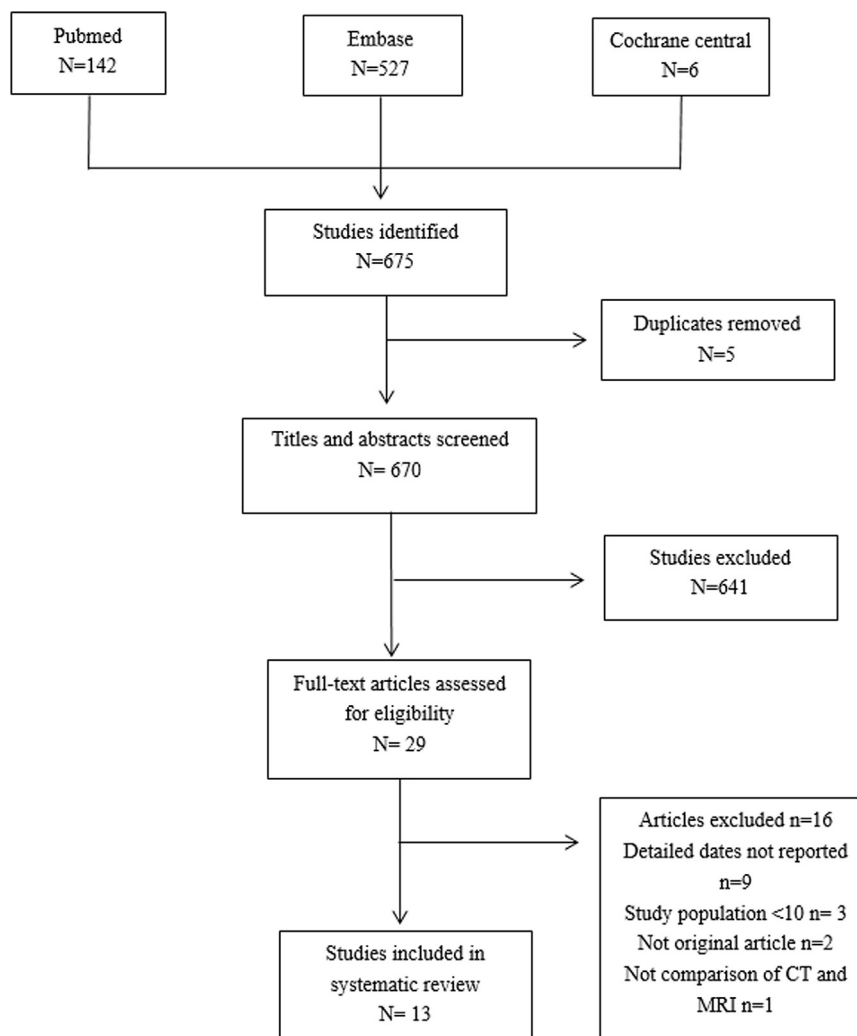 Pubmed
N=142
Embase
N=527
Cochrane central
N=6
Studies identified
N=675
Duplicates removed
N=5
Titles and abstracts screened
N= 670
Studies excluded
N=641
Full-text articles assessed
for eligibility
N= 29
Articles excluded n=16
Detailed dates not reported
n=9
Study population <10 n= 3
Not original article n=2
Not comparison of CT and
MRI n=1
Studies included in
systematic review
N= 13